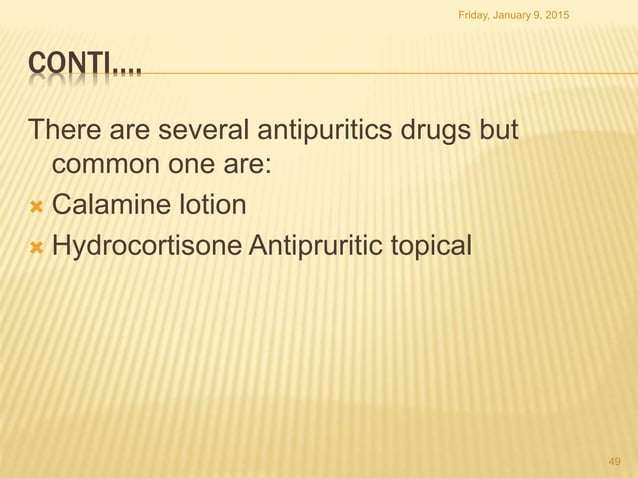 Friday, January 9, 2015
CONTI....
There are several antipuritics drugs but
common one are:
Calamine lotion
Hydrocortisone Antipruritic topical
49